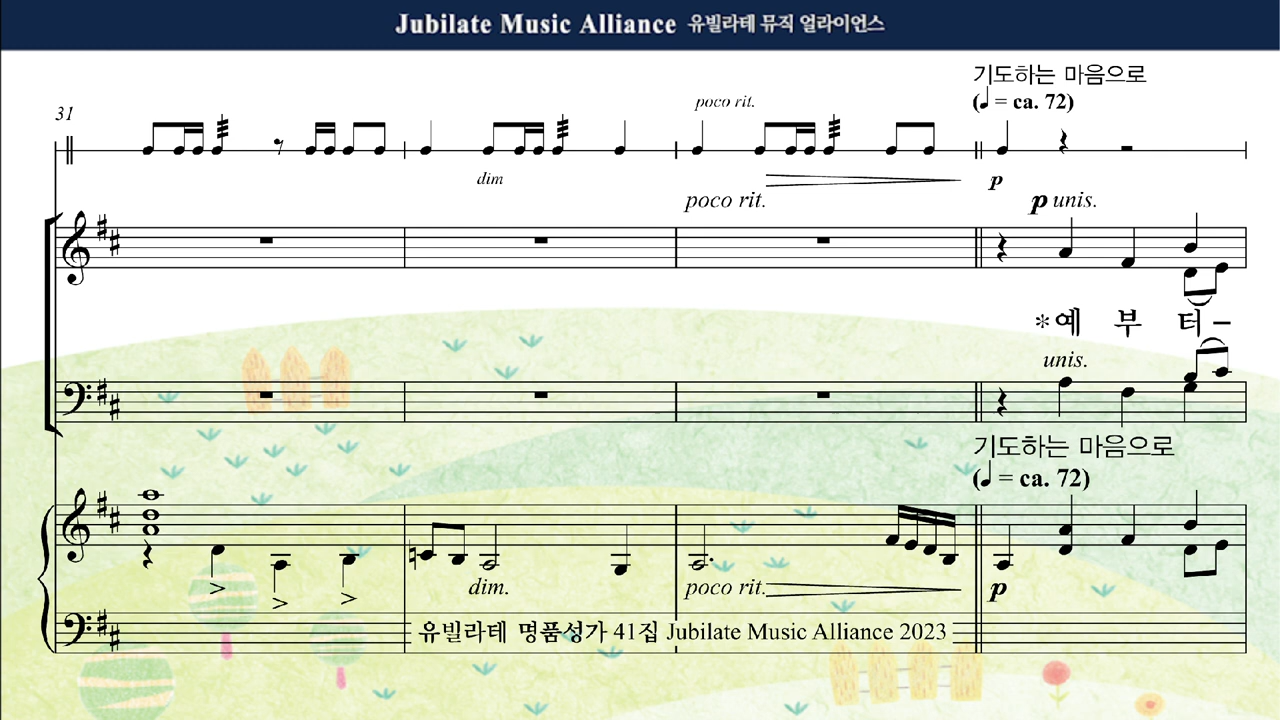 Jubilate Music Alliance 유빌라테 뮤직 얼라이언스
기도하는 마음으로
31
poco rit.
(♩ = ca. 72)
dim
p
poco rit.
p unis.
*예 부 터 –
unis.
기도하는 마음으로
(♩ = ca. 72)
dim.
poco rit.
p
유빌라테 명품성가 41집 Jubilate Music Alliance 2023